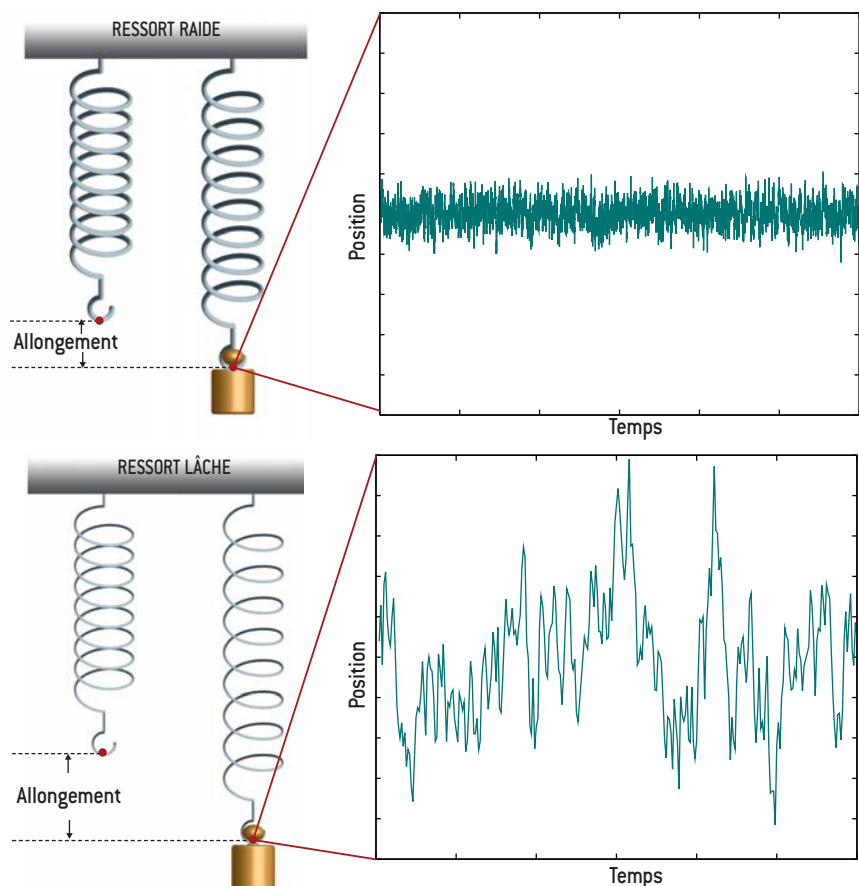 RESSORT RAIDE
Allongement
Position
Temps
RESSORT LÂCHE
Allongement
Position
Temps